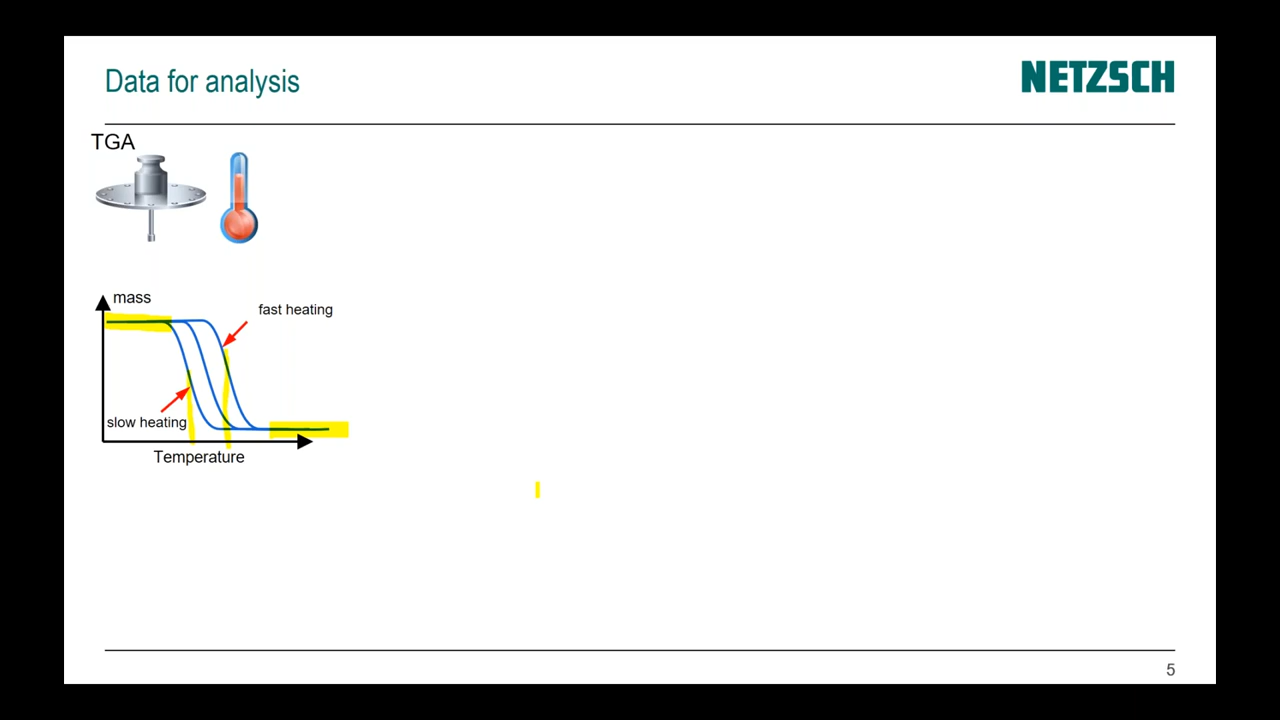 Data for analysis
NETZSCH
TGA
mass
fast heating
slow heating
Temperature
5